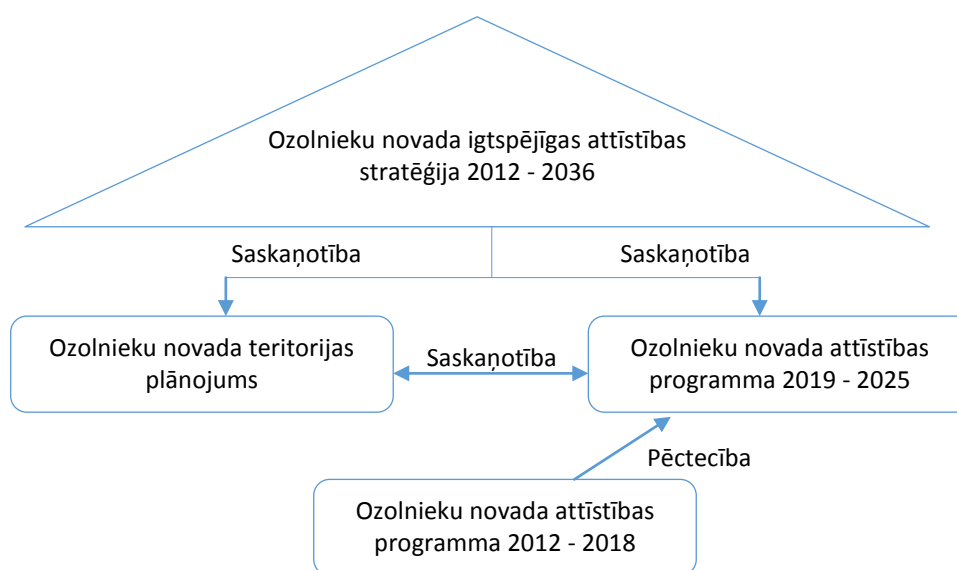 Ozolnieku novada igtspējīgas attīstības
stratēģija 2012 - 2036
Saskaņotība
Saskaņotība
Ozolnieku novada teritorijas
plānojums
Saskaņotība
Ozolnieku novada attīstības
programma 2019 - 2025
Pēctecība
Ozolnieku novada attīstības
programma 2012 - 2018